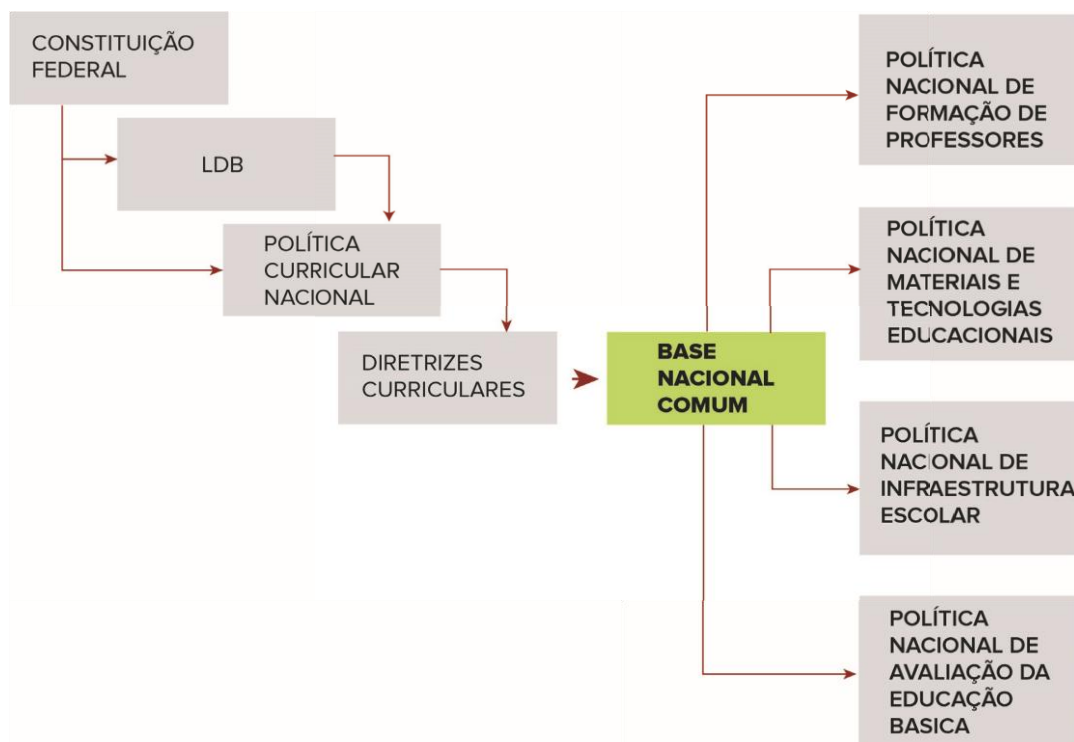 CONSTITUIÇÃO
FEDERAL
LDB
POLÍTICA
CURRICULAR
NACIONAL
DIRETRIZES
CURRICULARES
BASE
NACIONAL
COMUM
POLÍTICA
NACIONAL DE
FORMAÇÃO DE
PROFESSORES
POLÍTICA
NACIONAL DE
MATERIAIS E
TECNOLOGIAS
EDUCACIONAIS
POLÍTICA
NACIONAL DE
INFRAESTRUTURA
ESCOLAR
POLÍTICA
NACIONAL DE
AVALIAÇÃO DA
EDUCAÇÃO
BASICA